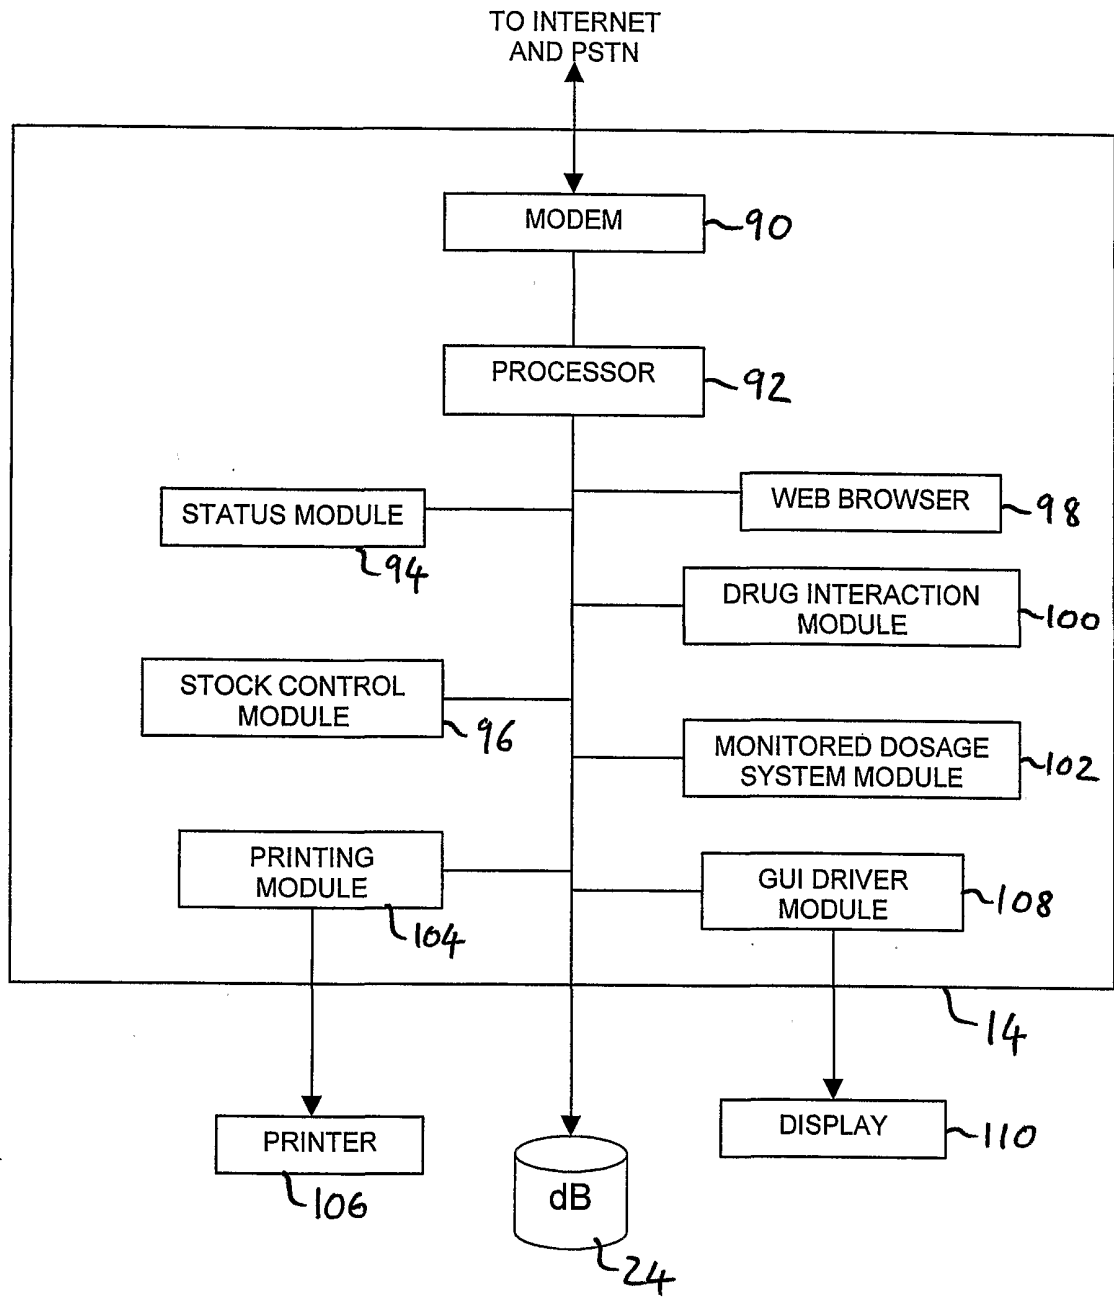 TO INTERNET
AND PSTN
MODEM
90
PROCESSOR
92
WEB BROWSER
98
STATUS MODULE
94
DRUG INTERACTION
MODULE
100
STOCK CONTROL
MODULE
96
MONITORED DOSAGE
SYSTEM MODULE
102
PRINTING
MODULE
104
GUI DRIVER
MODULE
108
14
PRINTER
106
dB
24
DISPLAY
110